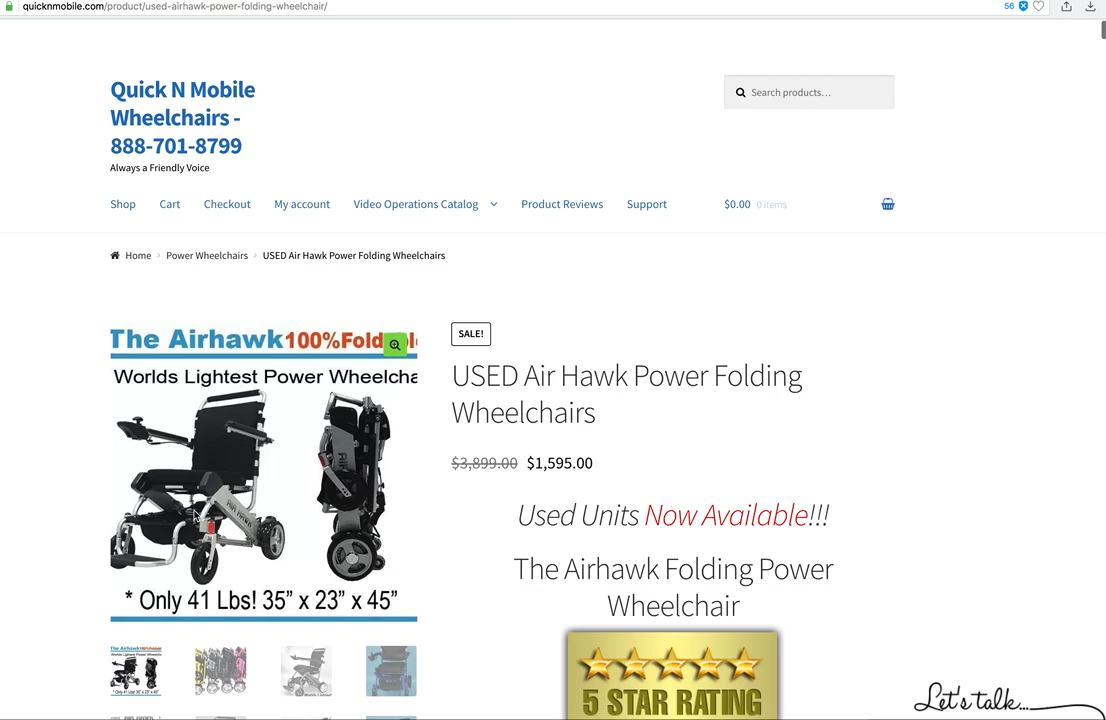 quicknmobile.com/product/used-airhawk-power-folding-wheelchair/
56
Quick N Mobile
Wheelchairs -
888-701-8799
Always a Friendly Voice
Search products…
Shop
Cart
Checkout
My account
Video Operations Catalog
Product Reviews
Support
$0.00 0 items
Home
Power Wheelchairs
USED Air Hawk Power Folding Wheelchairs
The Airhawk 100%
Worlds Lightest Power
* Only 41 Lbs! 35” x 23” x 45”
SALE!
USED Air Hawk Power Folding
Wheelchairs
$3,899.00 $1,595.00
Used Units Now Available!!!
The Airhawk Folding Power
Wheelchair
5 STAR RATING
Let's talk...